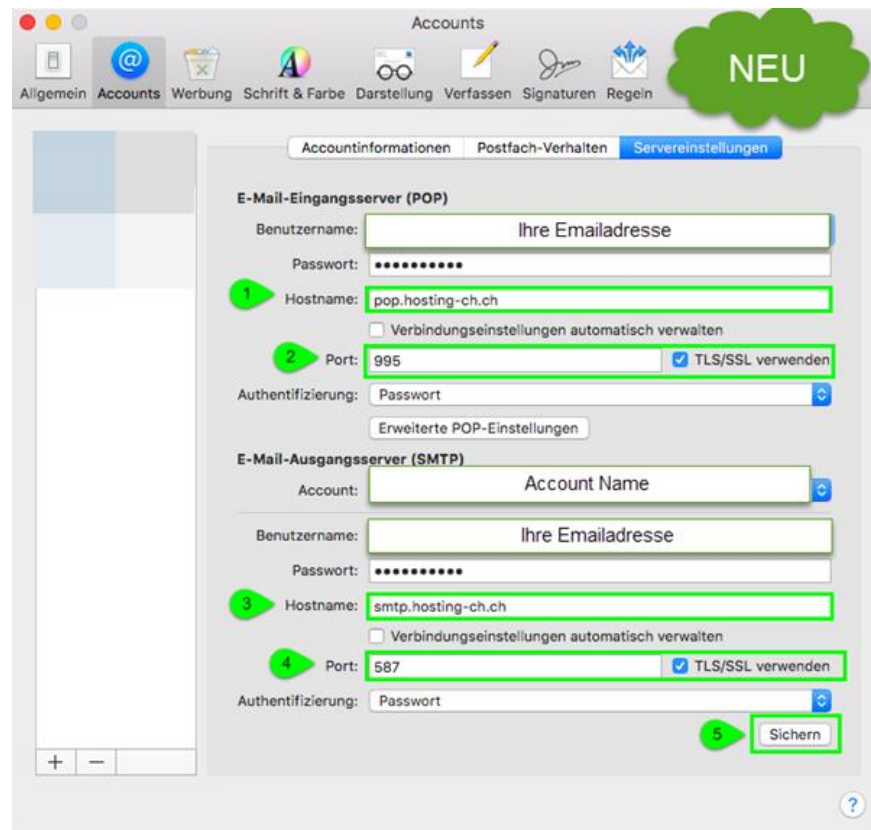 Accounts
NEU
Allgemein Accounts Werbung Schrift & Farbe Darstellung Verfassen Signaturen Regeln
Accountinformationen Postfach-Verhalten Servereinstellungen
E-Mail-Eingangsserver (POP)
Benutzername: Ihre Emailadresse
Passwort: ••••••••••
1 Hostname: pop.hosting-ch.ch
Verbindungseinstellungen automatisch verwalten
2 Port: 995 TLS/SSL verwenden
Authentifizierung: Passwort
Erweiterte POP-Einstellungen
E-Mail-Ausgangsserver (SMTP)
Account: Account Name
Benutzername: Ihre Emailadresse
Passwort: ••••••••••
3 Hostname: smtp.hosting-ch.ch
Verbindungseinstellungen automatisch verwalten
4 Port: 587 TLS/SSL verwenden
Authentifizierung: Passwort
5 Sichern
+ −
?